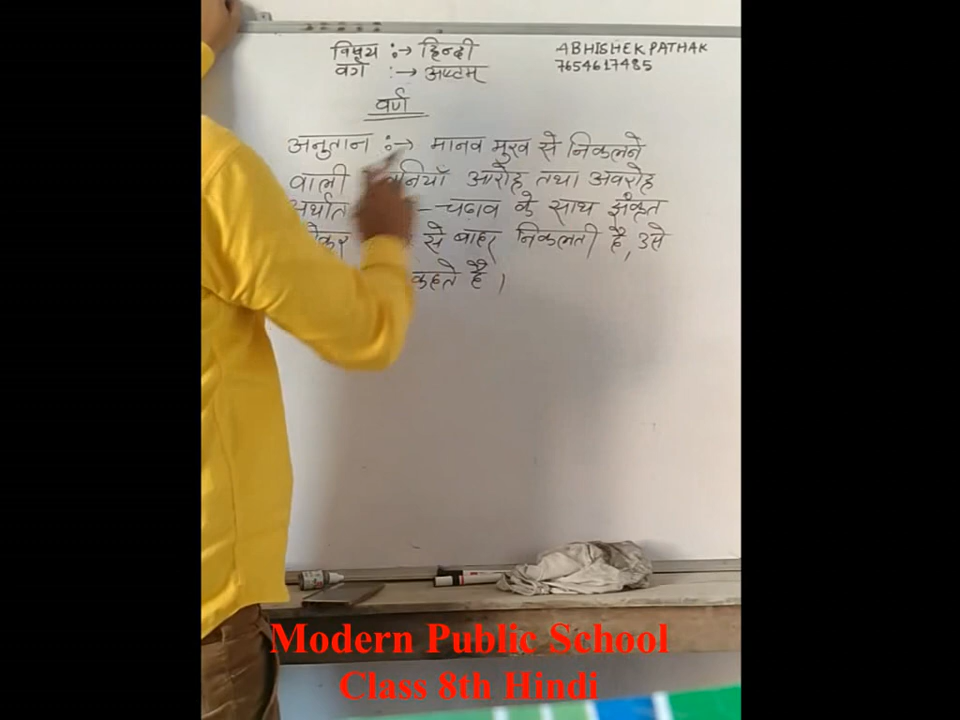 विषय :→ हिन्दी
ABHISHEK PATHAK
वर्ग :→ अष्टम
7654617485
वर्ण
अनुतान :→ मानव मुख से निकलने
वाली नियाँ आरोह तथा अवरोह
अर्थात --चढ़ाव के साथ झंकृत
से बाहर निकलती है, उसे
कहते है।
Modern Public School
Class 8th Hindi